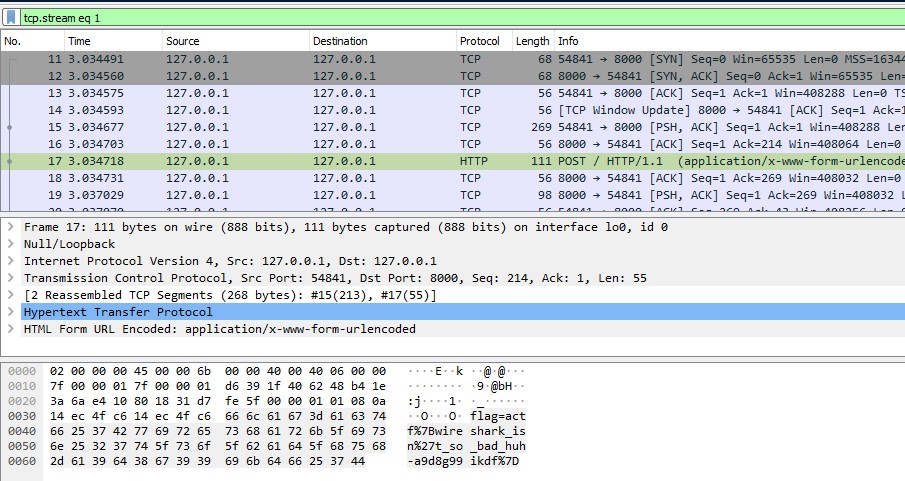 tcp.stream eq 1
No. Time Source Destination Protocol Length Info
11 3.034491 127.0.0.1 127.0.0.1 TCP 68 54841 → 8000 [SYN] Seq=0 Win=65535 Len=0 MSS=1634
12 3.034560 127.0.0.1 127.0.0.1 TCP 68 8000 → 54841 [SYN, ACK] Seq=0 Ack=1 Win=65535
13 3.034575 127.0.0.1 127.0.0.1 TCP 56 54841 → 8000 [ACK] Seq=1 Ack=1 Win=408288 Len=0 TS
14 3.034593 127.0.0.1 127.0.0.1 TCP 56 [TCP Window Update] 8000 → 54841 [ACK] Seq=1 Ack=1
15 3.034677 127.0.0.1 127.0.0.1 TCP 269 54841 → 8000 [PSH, ACK] Seq=1 Ack=1 Win=408288 Len
16 3.034703 127.0.0.1 127.0.0.1 TCP 56 8000 → 54841 [ACK] Seq=1 Ack=214 Win=408064 Len=0
17 3.034718 127.0.0.1 127.0.0.1 HTTP 111 POST / HTTP/1.1 (application/x-www-form-urlencode
18 3.034731 127.0.0.1 127.0.0.1 TCP 56 8000 → 54841 [ACK] Seq=1 Ack=269 Win=408032 Len=0
19 3.037029 127.0.0.1 127.0.0.1 TCP 98 8000 → 54841 [PSH, ACK] Seq=1 Ack=269 Win=408032
Frame 17: 111 bytes on wire (888 bits), 111 bytes captured (888 bits) on interface lo0, id 0
Null/Loopback
Internet Protocol Version 4, Src: 127.0.0.1, Dst: 127.0.0.1
Transmission Control Protocol, Src Port: 54841, Dst Port: 8000, Seq: 214, Ack: 1, Len: 55
[2 Reassembled TCP Segments (268 bytes): #15(213), #17(55)]
Hypertext Transfer Protocol
HTML Form URL Encoded: application/x-www-form-urlencoded
0000 02 00 00 00 45 00 00 6b 00 00 40 00 40 06 00 00 ····E··k ··@·@···
0010 7f 00 00 01 7f 00 00 01 d6 39 1f 40 62 48 b4 1e ········ ·9·@bH··
0020 3a 6a e4 10 80 18 31 d7 fe 5f 00 00 01 01 08 0a :j····1· ·_······
0030 14 ec 4f c6 14 ec 4f c6 66 6c 61 67 3d 61 63 74 ··O···O· flag=act
0040 66 25 37 42 77 69 72 65 73 68 61 72 6b 5f 69 73 f%7Bwire shark_is
0050 6e 25 32 37 74 5f 73 6f 5f 62 61 64 5f 68 75 68 n%27t_so _bad_huh
0060 2d 61 39 64 38 67 39 39 69 6b 64 66 25 37 44 -a9d8g99 ikdf%7D